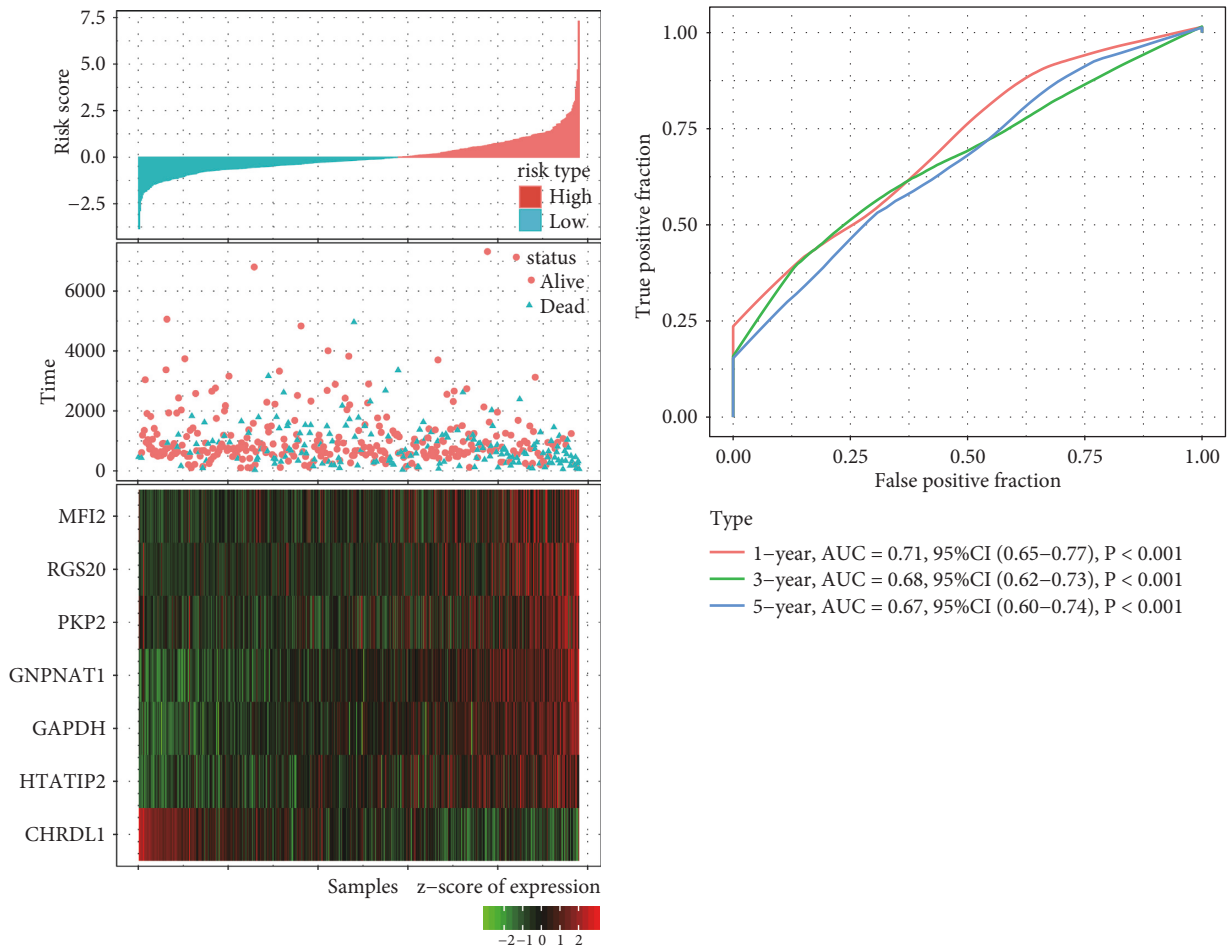 7.5
5.0
2.5
0.0
−2.5
Risk score
risk type
High
Low
6000
4000
2000
0
Time
status
Alive
Dead
MFI2
RGS20
PKP2
GNPNAT1
GAPDH
HTATIP2
CHRDL1
Samples z−score of expression
−2 −1 0 1 2
1.00
0.75
0.50
0.25
0.00
True positive fraction
0.00 0.25 0.50 0.75 1.00
False positive fraction
Type
1−year, AUC = 0.71, 95%CI (0.65−0.77), P < 0.001
3−year, AUC = 0.68, 95%CI (0.62−0.73), P < 0.001
5−year, AUC = 0.67, 95%CI (0.60−0.74), P < 0.001